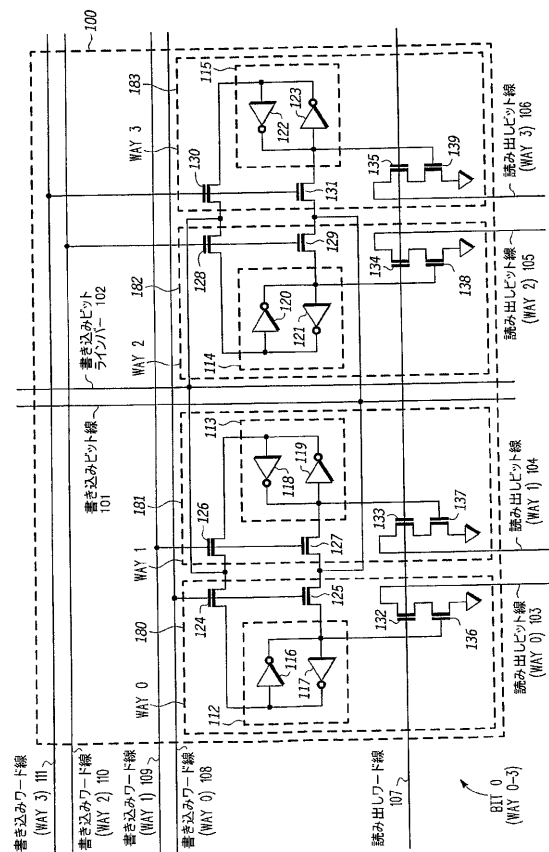 書き込みワード線
(WAY 3) 111
書き込みワード線
(WAY 2) 110
書き込みワード線
(WAY 1) 109
書き込みワード線
(WAY 0) 108
読み出しワード線
107
BIT 0
(WAY 0-3)
100
書き込みビット線
101
書き込みビット
ラインバー 102
WAY 0
180
112
116
117
124
125
132
136
読み出しビット線
(WAY 0) 103
WAY 1
181
113
118
119
126
127
133
137
読み出しビット線
(WAY 1) 104
WAY 2
182
114
120
121
128
129
134
138
読み出しビット線
(WAY 2) 105
WAY 3
183
115
122
123
130
131
135
139
読み出しビット線
(WAY 3) 106